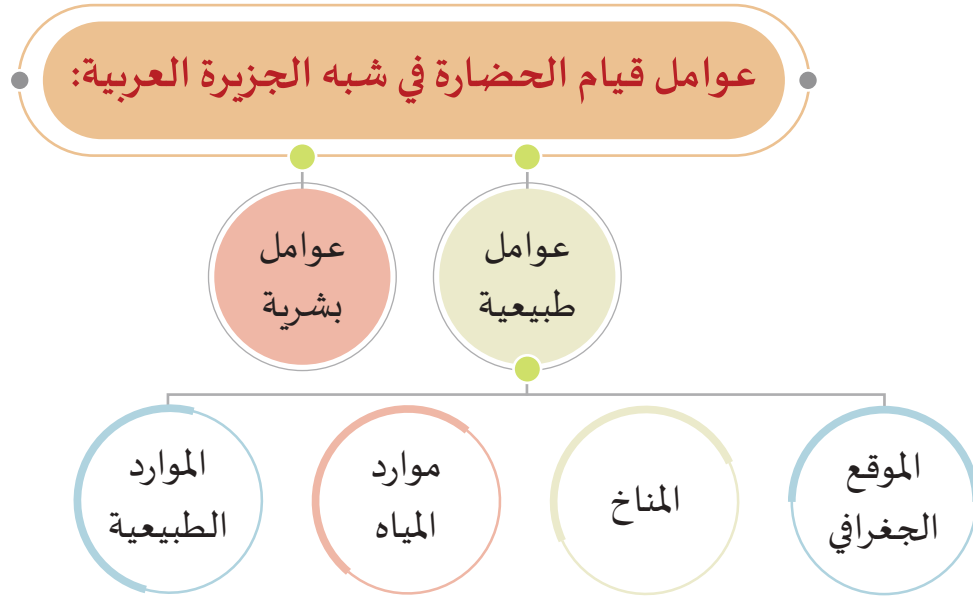 عوامل قيام الحضارة في شبه الجزيرة العربية:
عوامل
طبيعية
عوامل
بشرية
الموقع
الجغرافي
المناخ
موارد
المياه
الموارد
الطبيعية